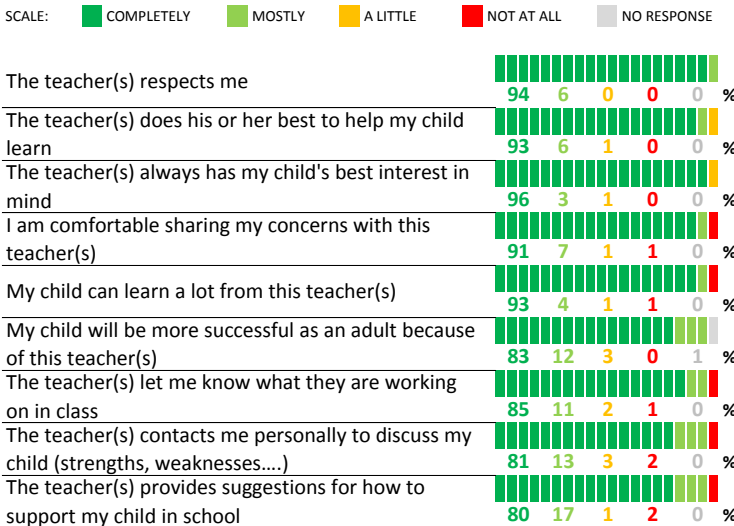 SCALE: COMPLETELY MOSTLY A LITTLE NOT AT ALL NO RESPONSE
The teacher(s) respects me
94 6 0 0 0 %
The teacher(s) does his or her best to help my child
learn
93 6 1 0 0 %
The teacher(s) always has my child's best interest in
mind
96 3 1 0 0 %
I am comfortable sharing my concerns with this
teacher(s)
91 7 1 1 0 %
My child can learn a lot from this teacher(s)
93 4 1 1 0 %
My child will be more successful as an adult because
of this teacher(s)
83 12 3 0 1 %
The teacher(s) let me know what they are working
on in class
85 11 2 1 0 %
The teacher(s) contacts me personally to discuss my
child (strengths, weaknesses....)
81 13 3 2 0 %
The teacher(s) provides suggestions for how to
support my child in school
80 17 1 2 0 %